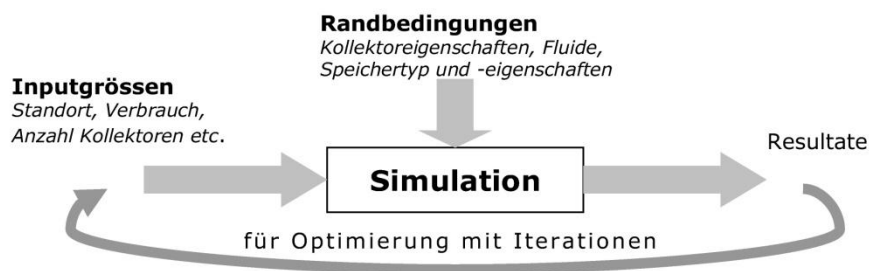 Randbedingungen
Kollektoreigenschaften, Fluide,
Speichertyp und -eigenschaften
Inputgrössen
Standort, Verbrauch,
Anzahl Kollektoren etc.
Resultate
Simulation
für Optimierung mit Iterationen